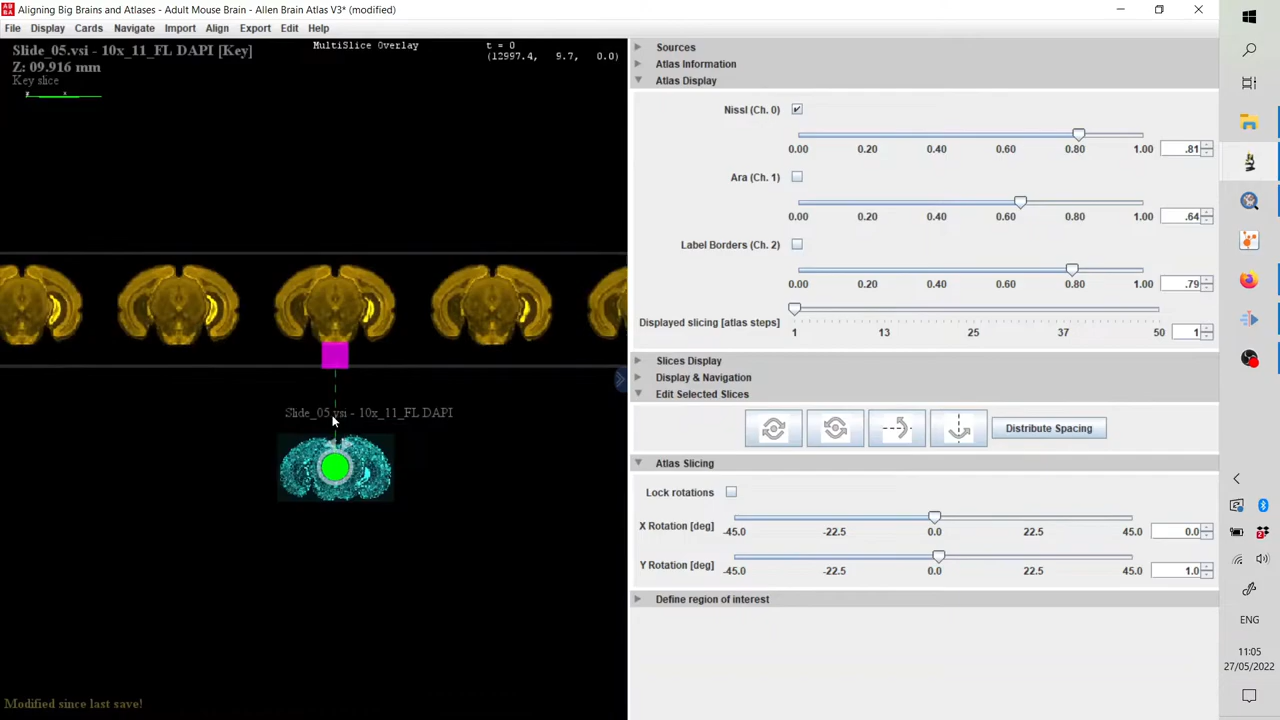 Aligning Big Brains and Atlases - Adult Mouse Brain - Allen Brain Atlas V3* (modified)
File Display Cards Navigate Import Align Export Edit Help
Slide_05.vsi - 10x_11_FL DAPI [Key]
Z: 09.916 mm
Key slice
MultiSlice Overlay
t = 0
(12997.4, 9.7, 0.0)
Slide_05.vsi - 10x_11_FL DAPI
Modified since last save!
Sources
Atlas Information
Atlas Display
Nissl (Ch. 0)
0.00 0.20 0.40 0.60 0.80 1.00 .81
Ara (Ch. 1)
0.00 0.20 0.40 0.60 0.80 1.00 .64
Label Borders (Ch. 2)
0.00 0.20 0.40 0.60 0.80 1.00 .79
Displayed slicing [atlas steps]
1 13 25 37 50 1
Slices Display
Display & Navigation
Edit Selected Slices
Distribute Spacing
Atlas Slicing
Lock rotations
X Rotation [deg]
-45.0 -22.5 0.0 22.5 45.0 0.0
Y Rotation [deg]
-45.0 -22.5 0.0 22.5 45.0 1.0
Define region of interest
ENG
11:05
27/05/2022